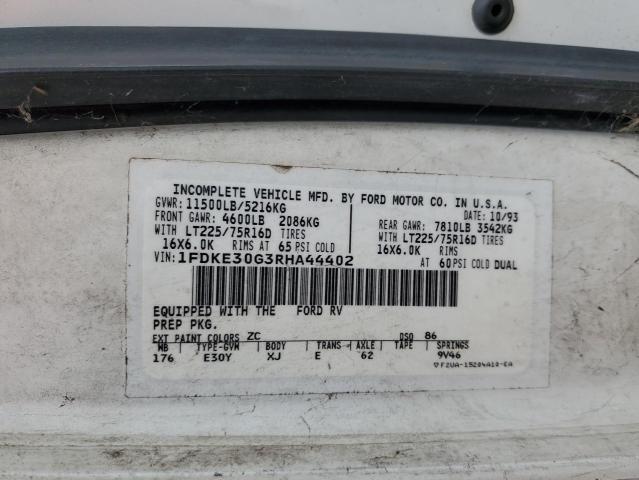 INCOMPLETE VEHICLE MFD. BY FORD MOTOR CO. IN U.S.A.
GVWR: 11500LB/5216KG DATE: 10/93
FRONT GAWR: 4600LB 2086KG REAR GAWR: 7810LB 3542KG
WITH LT225/75R16D TIRES WITH LT225/75R16D TIRES
16X6.0K RIMS AT 65 PSI COLD 16X6.0K RIMS
VIN: 1FDKE30G3RHA44402 AT 60 PSI COLD DUAL
EQUIPPED WITH THE FORD RV
PREP PKG.
EXT PAINT COLORS ZC DSO 86
WB TYPE-GVW BODY TRANS AXLE TAPE SPRINGS
176 E30Y XJ E 62 9V46
F2UA-15204A10-EA